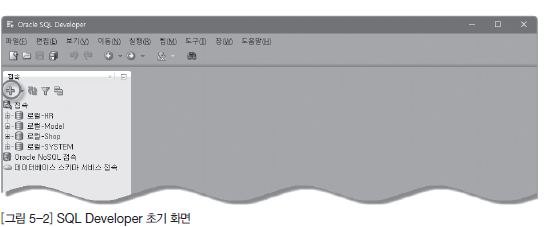 Oracle SQL Developer
파일(F) 편집(E) 보기(V) 이동(N) 실행(R) 팀(M) 도구(T) 창(W) 도움말(H)
접속
접속
로컬-HR
로컬-Model
로컬-Shop
로컬-SYSTEM
Oracle NoSQL 접속
데이터베이스 스키마 서비스 접속
[그림 5-2] SQL Developer 초기 화면